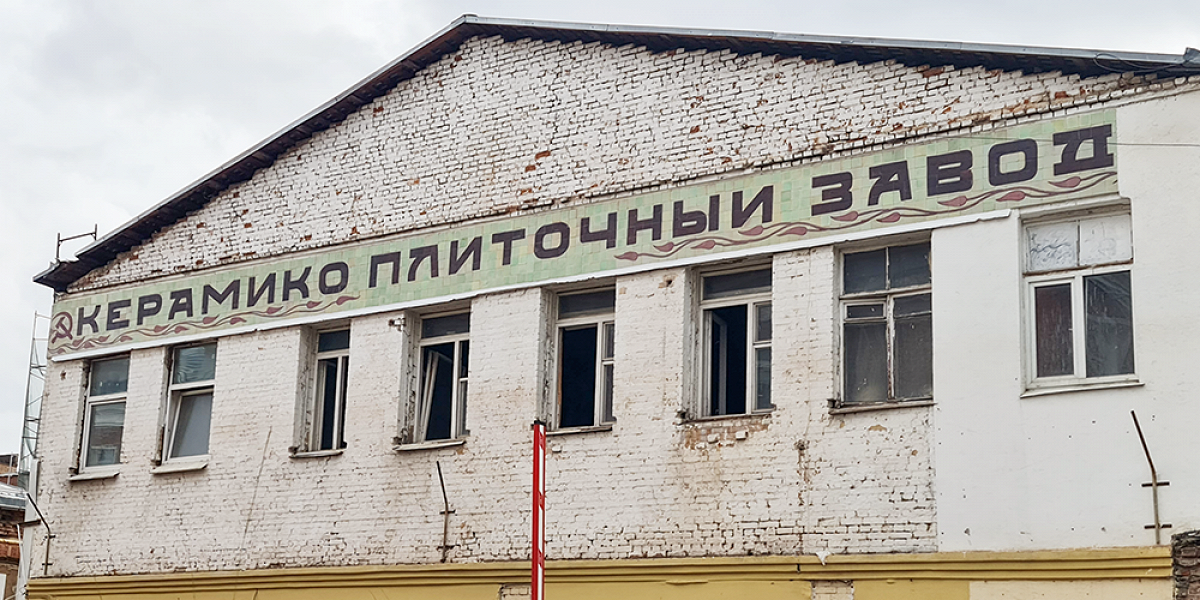 КЕРАМИКО ПЛИТОЧНЫЙ ЗАВОД